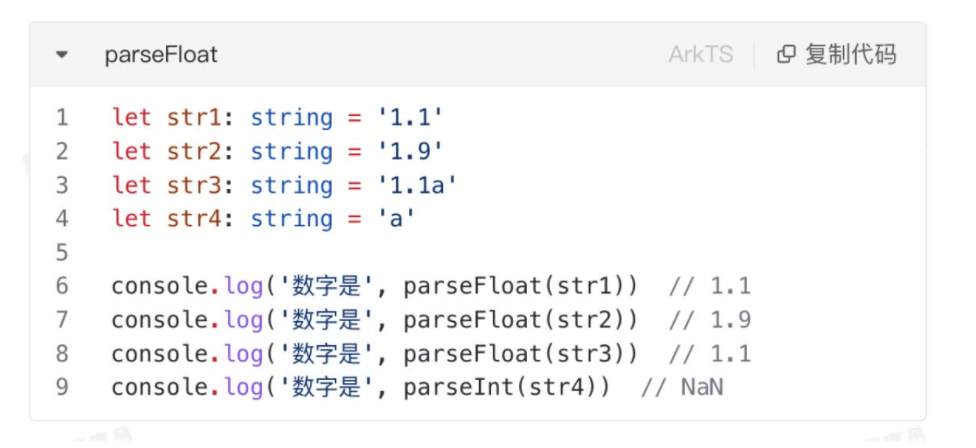 parseFloat ArkTS 复制代码
1 let str1: string = '1.1'
2 let str2: string = '1.9'
3 let str3: string = '1.1a'
4 let str4: string = 'a'
5
6 console.log('数字是', parseFloat(str1)) // 1.1
7 console.log('数字是', parseFloat(str2)) // 1.9
8 console.log('数字是', parseFloat(str3)) // 1.1
9 console.log('数字是', parseInt(str4)) // NaN